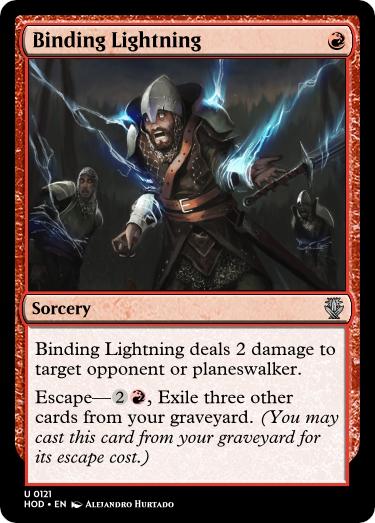 Binding Lightning
Sorcery
Binding Lightning deals 2 damage to
target opponent or planeswalker.
Escape—2, Exile three other
cards from your graveyard. (You may
cast this card from your graveyard for
its escape cost.)
U 0121
HOD • EN Alejandro Hurtado